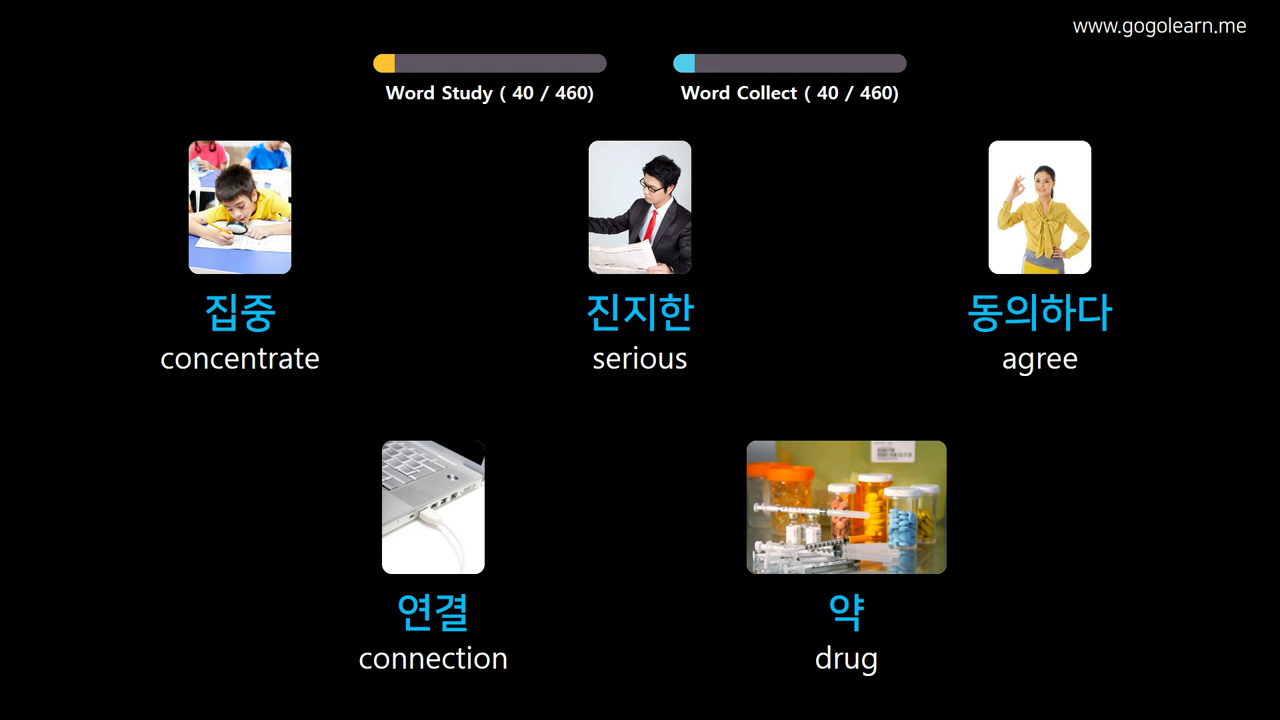 www.gogolearn.me
Word Study ( 40 / 460)
Word Collect ( 40 / 460)
집중
concentrate
진지한
serious
동의하다
agree
연결
connection
약
drug